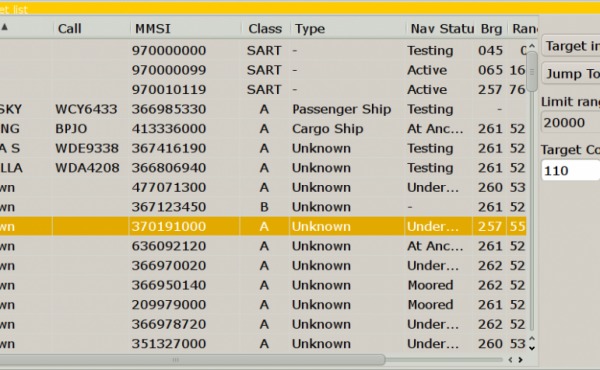 et list
Call MMSI Class Type Nav Statu Brg Ran
970000000 SART - Testing 045
970000099 SART - Active 065 16
970010119 SART - Active 257 76
SKY WCY6433 366985330 A Passenger Ship Testing -
NG BPJO 413336000 A Cargo Ship At Anc... 261 52
A S WDE9338 367416190 A Unknown Testing 261 52
LLA WDA4208 366806940 A Unknown Testing 261 52
wn 477071300 A Unknown Under... 260 53
wn 367123450 B Unknown - 261 52
wn 370191000 A Unknown Under... 257 55
wn 636092120 A Unknown At Anc... 261 52
wn 366970020 A Unknown Under... 262 52
wn 366950140 A Unknown Moored 262 52
wn 209979000 A Unknown Moored 261 52
wn 366978720 A Unknown Under... 262 52
wn 351327000 A Unknown Under... 260 53
Target in
Jump To
Limit rang
20000
Target Co
110